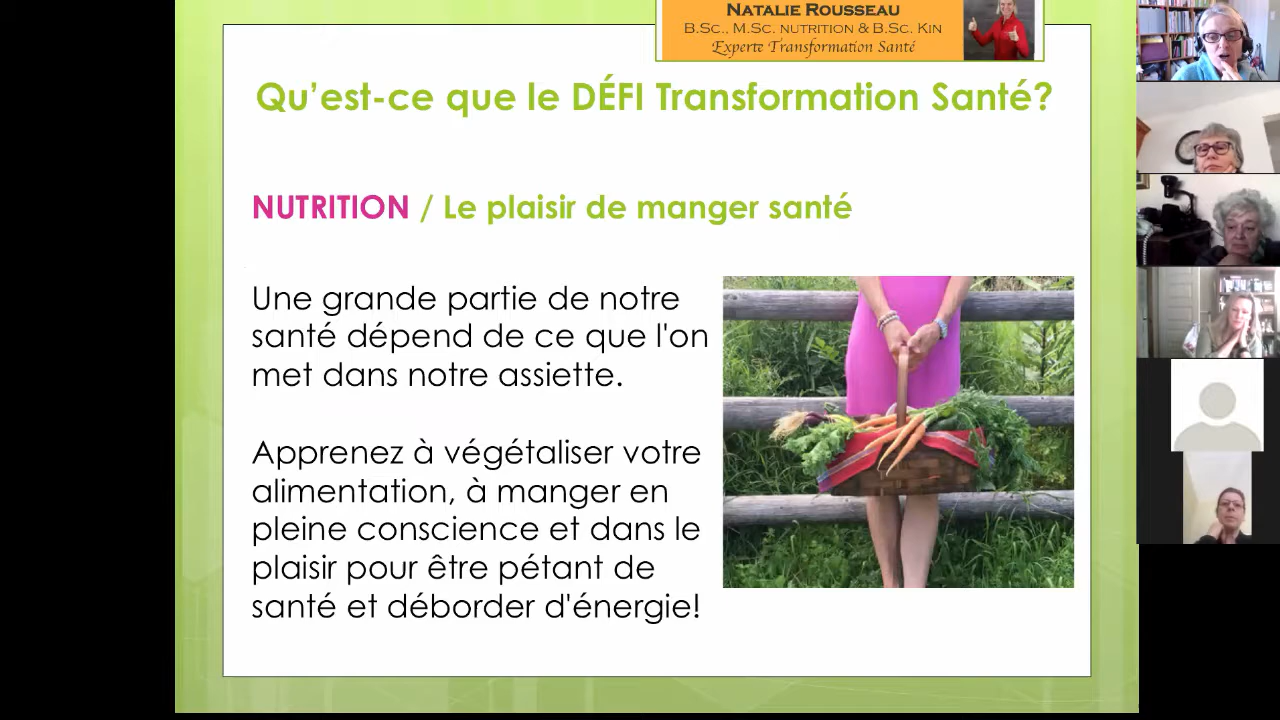 NATALIE ROUSSEAU
B.SC., M.SC. NUTRITION & B.SC. KIN
Experte Transformation Santé
Qu'est-ce que le DÉFI Transformation Santé?
NUTRITION / Le plaisir de manger santé
Une grande partie de notre
santé dépend de ce que l'on
met dans notre assiette.
Apprenez à végétaliser votre
alimentation, à manger en
pleine conscience et dans le
plaisir pour être pétant de
santé et déborder d'énergie!